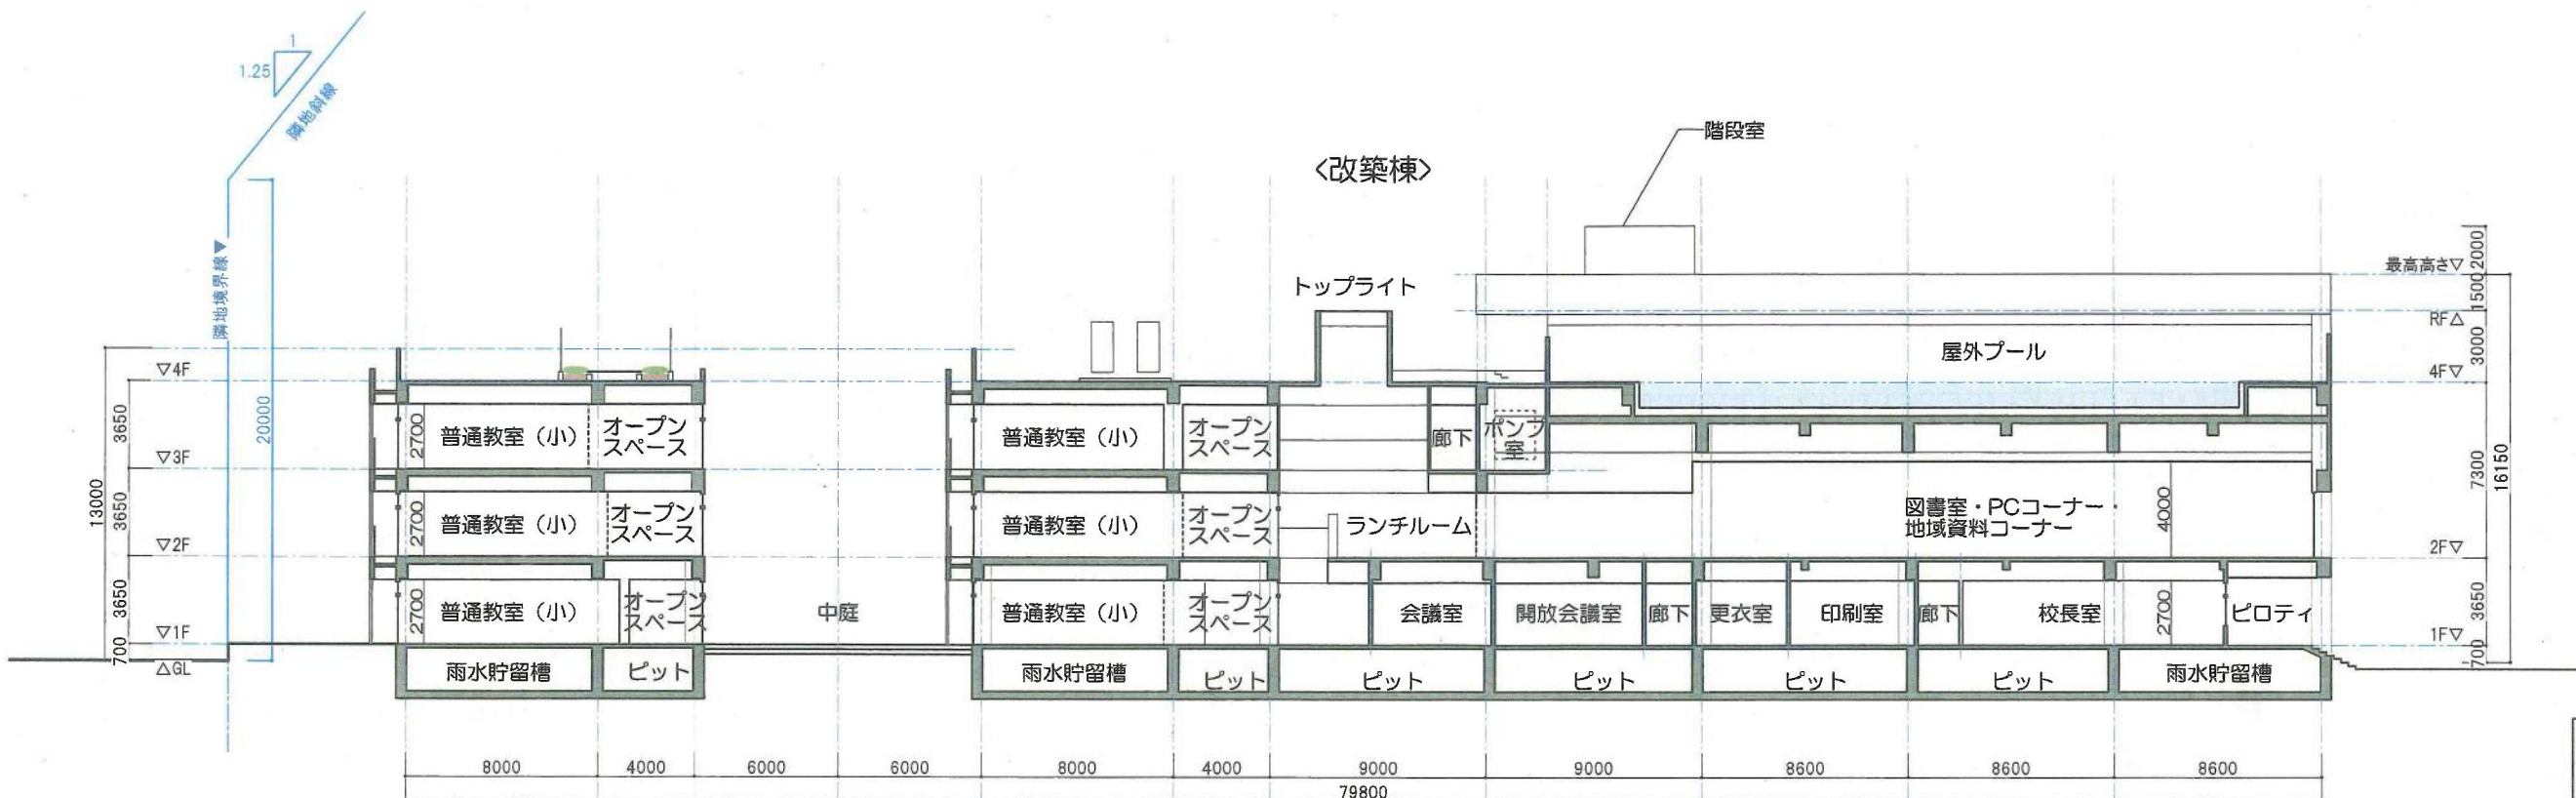 1
1.25
隣地斜線
階段室
<改築棟>
隣地境界線▼
20000
トップライト
最高高さ▽
2000
1500
RF△
3000
屋外プール
4F▽
▽4F
3650
2700
普通教室（小）
オープン
スペース
普通教室（小）
オープン
スペース
廊下
ポンプ
室
▽3F
13000
3650
2700
普通教室（小）
オープン
スペース
普通教室（小）
オープン
スペース
ランチルーム
図書室・PCコーナー・
地域資料コーナー
4000
7300
16150
▽2F
2F▽
3650
2700
普通教室（小）
オープン
スペース
中庭
普通教室（小）
オープン
スペース
会議室
開放会議室
廊下
更衣室
印刷室
廊下
校長室
2700
ピロティ
3650
▽1F
1F▽
700
△GL
700
雨水貯留槽
ピット
雨水貯留槽
ピット
ピット
ピット
ピット
ピット
雨水貯留槽
8000
4000
6000
6000
8000
4000
9000
9000
8600
8600
8600
79800